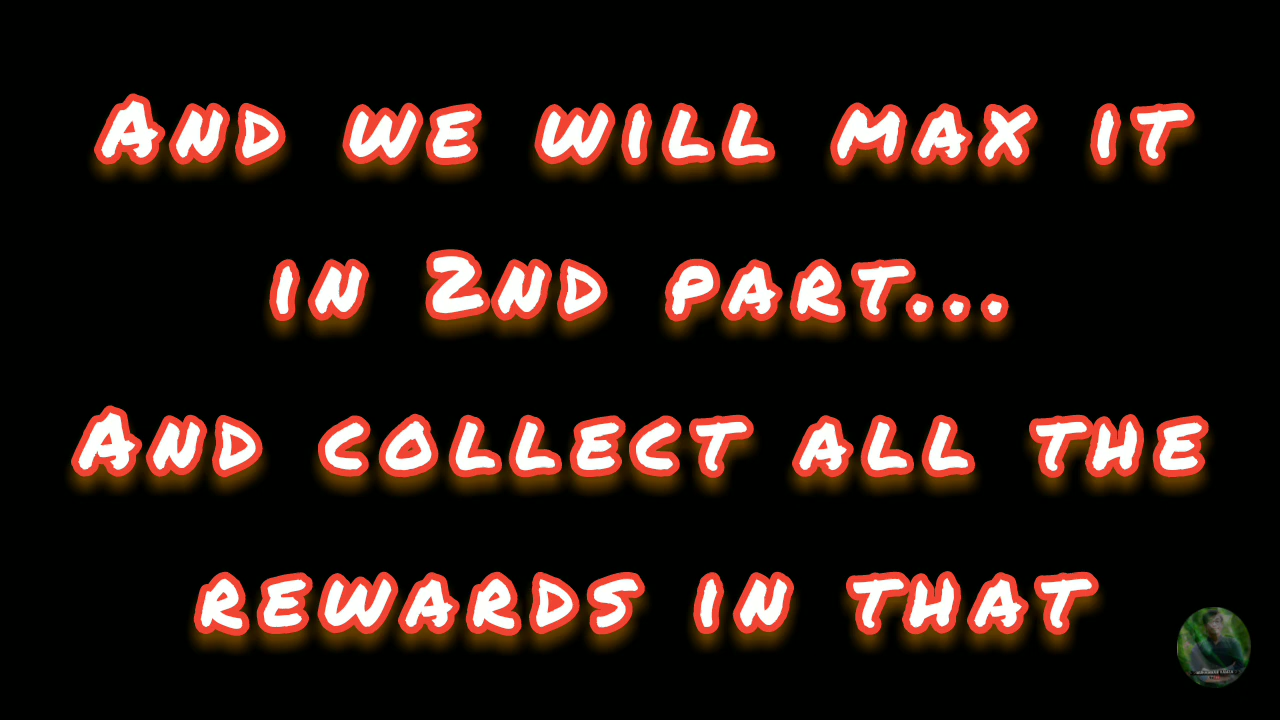 And we will max it
in 2nd part...
And collect all the
rewards in that